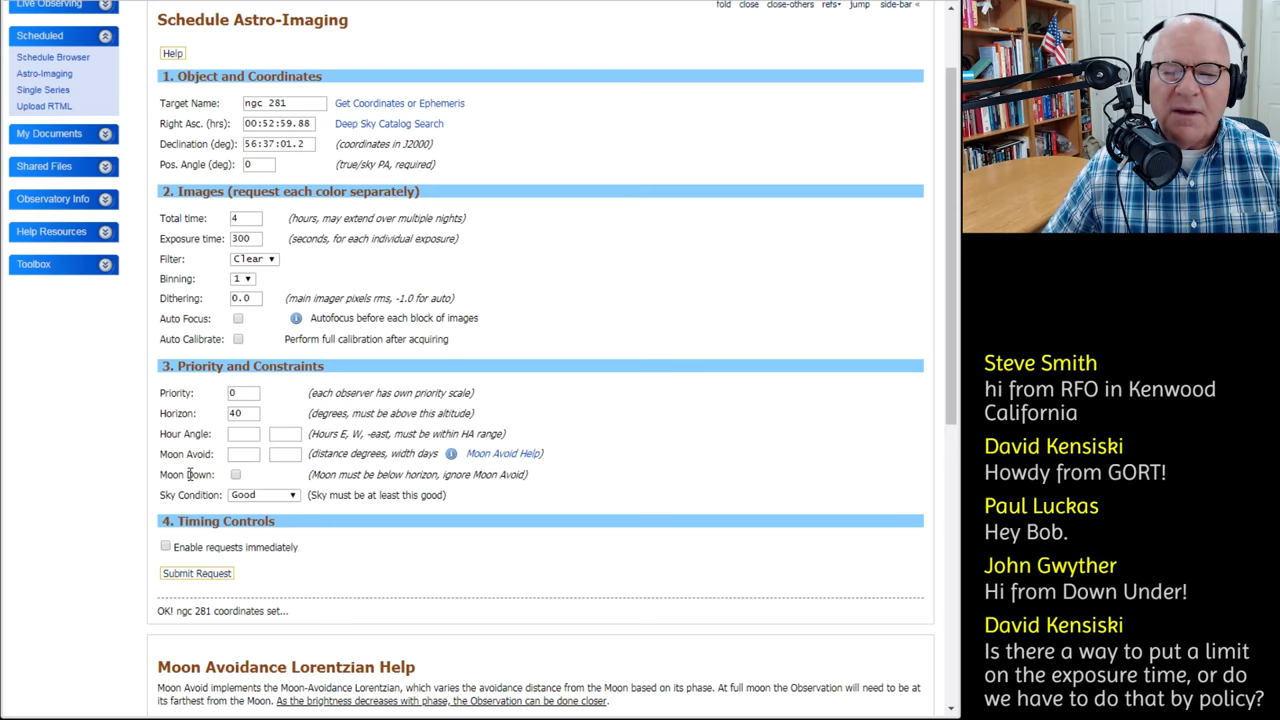 Live Observing
Scheduled
Schedule Browser
Astro-Imaging
Single Series
Upload RTML
My Documents
Shared Files
Observatory Info
Help Resources
Toolbox
fold close close-others refs jump side-bar «
Schedule Astro-Imaging
Help
1. Object and Coordinates
Target Name: ngc 281 Get Coordinates or Ephemeris
Right Asc. (hrs): 00:52:59.88 Deep Sky Catalog Search
Declination (deg): 56:37:01.2 (coordinates in J2000)
Pos. Angle (deg): 0 (true/sky PA, required)
2. Images (request each color separately)
Total time: 4 (hours, may extend over multiple nights)
Exposure time: 300 (seconds, for each individual exposure)
Filter: Clear
Binning: 1
Dithering: 0.0 (main imager pixels rms, -1.0 for auto)
Auto Focus: Autofocus before each block of images
Auto Calibrate: Perform full calibration after acquiring
3. Priority and Constraints
Priority: 0 (each observer has own priority scale)
Horizon: 40 (degrees, must be above this altitude)
Hour Angle: (Hours E, W, -east, must be within HA range)
Moon Avoid: (distance degrees, width days Moon Avoid Help)
Moon Down: (Moon must be below horizon, ignore Moon Avoid)
Sky Condition: Good (Sky must be at least this good)
4. Timing Controls
Enable requests immediately
Submit Request
OK! ngc 281 coordinates set...
Moon Avoidance Lorentzian Help
Moon Avoid implements the Moon-Avoidance Lorentzian, which varies the avoidance distance from the Moon based on its phase. At full moon the Observation will need to be
at its farthest from the Moon. As the brightness decreases with phase, the Observation can be done closer.
Steve Smith
hi from RFO in Kenwood
California
David Kensiski
Howdy from GORT!
Paul Luckas
Hey Bob.
John Gwyther
Hi from Down Under!
David Kensiski
Is there a way to put a limit
on the exposure time, or do
we have to do that by policy?